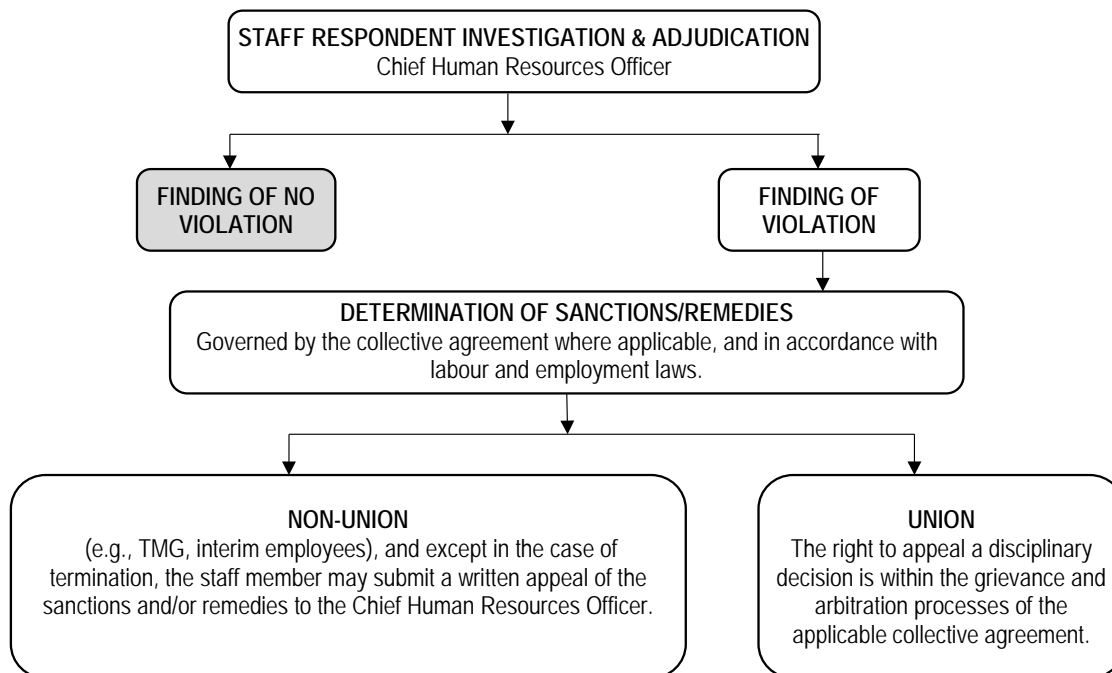 STAFF RESPONDENT INVESTIGATION & ADJUDICATION
Chief Human Resources Officer
FINDING OF NO
VIOLATION
FINDING OF
VIOLATION
DETERMINATION OF SANCTIONS/REMEDIES
Governed by the collective agreement where applicable, and in accordance with
labour and employment laws.
NON-UNION
(e.g., TMG, interim employees), and except in the case of
termination, the staff member may submit a written appeal of the
sanctions and/or remedies to the Chief Human Resources Officer.
UNION
The right to appeal a disciplinary
decision is within the grievance and
arbitration processes of the
applicable collective agreement.